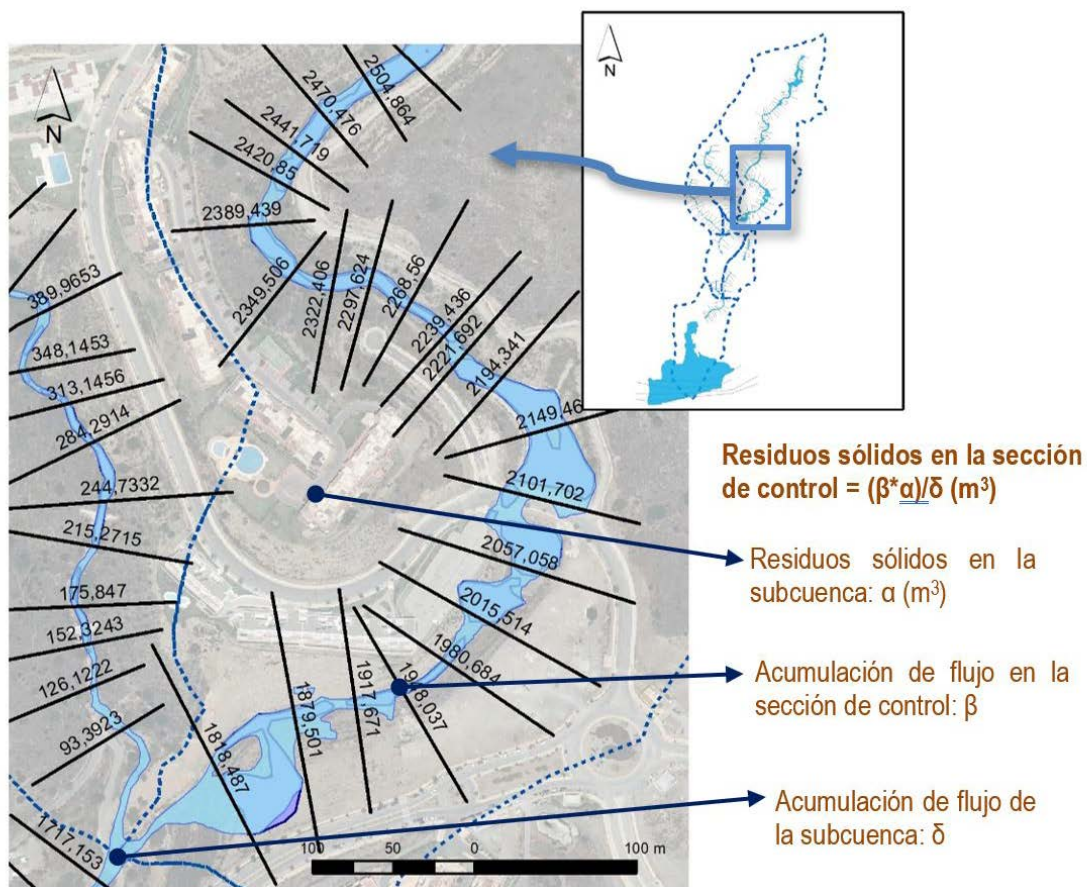 N
N
2504,864
2470,476
2441,719
2420,85
2389,439
2349,506
2322,406
2297,624
2268,56
2239,436
2221,692
2194,341
2149,46
2101,702
2057,058
2015,514
1980,684
1948,037
1917,671
1879,501
1818,487
1717,153
389,9653
348,1453
313,1456
284,2914
244,7332
215,2715
175,847
152,3243
126,1222
93,3923
100 0 100 m
Residuos sólidos en la sección
de control = (β*α)/δ (m³)
Residuos sólidos en la
subcuenca: α (m³)
Acumulación de flujo en la
sección de control: β
Acumulación de flujo de
la subcuenca: δ